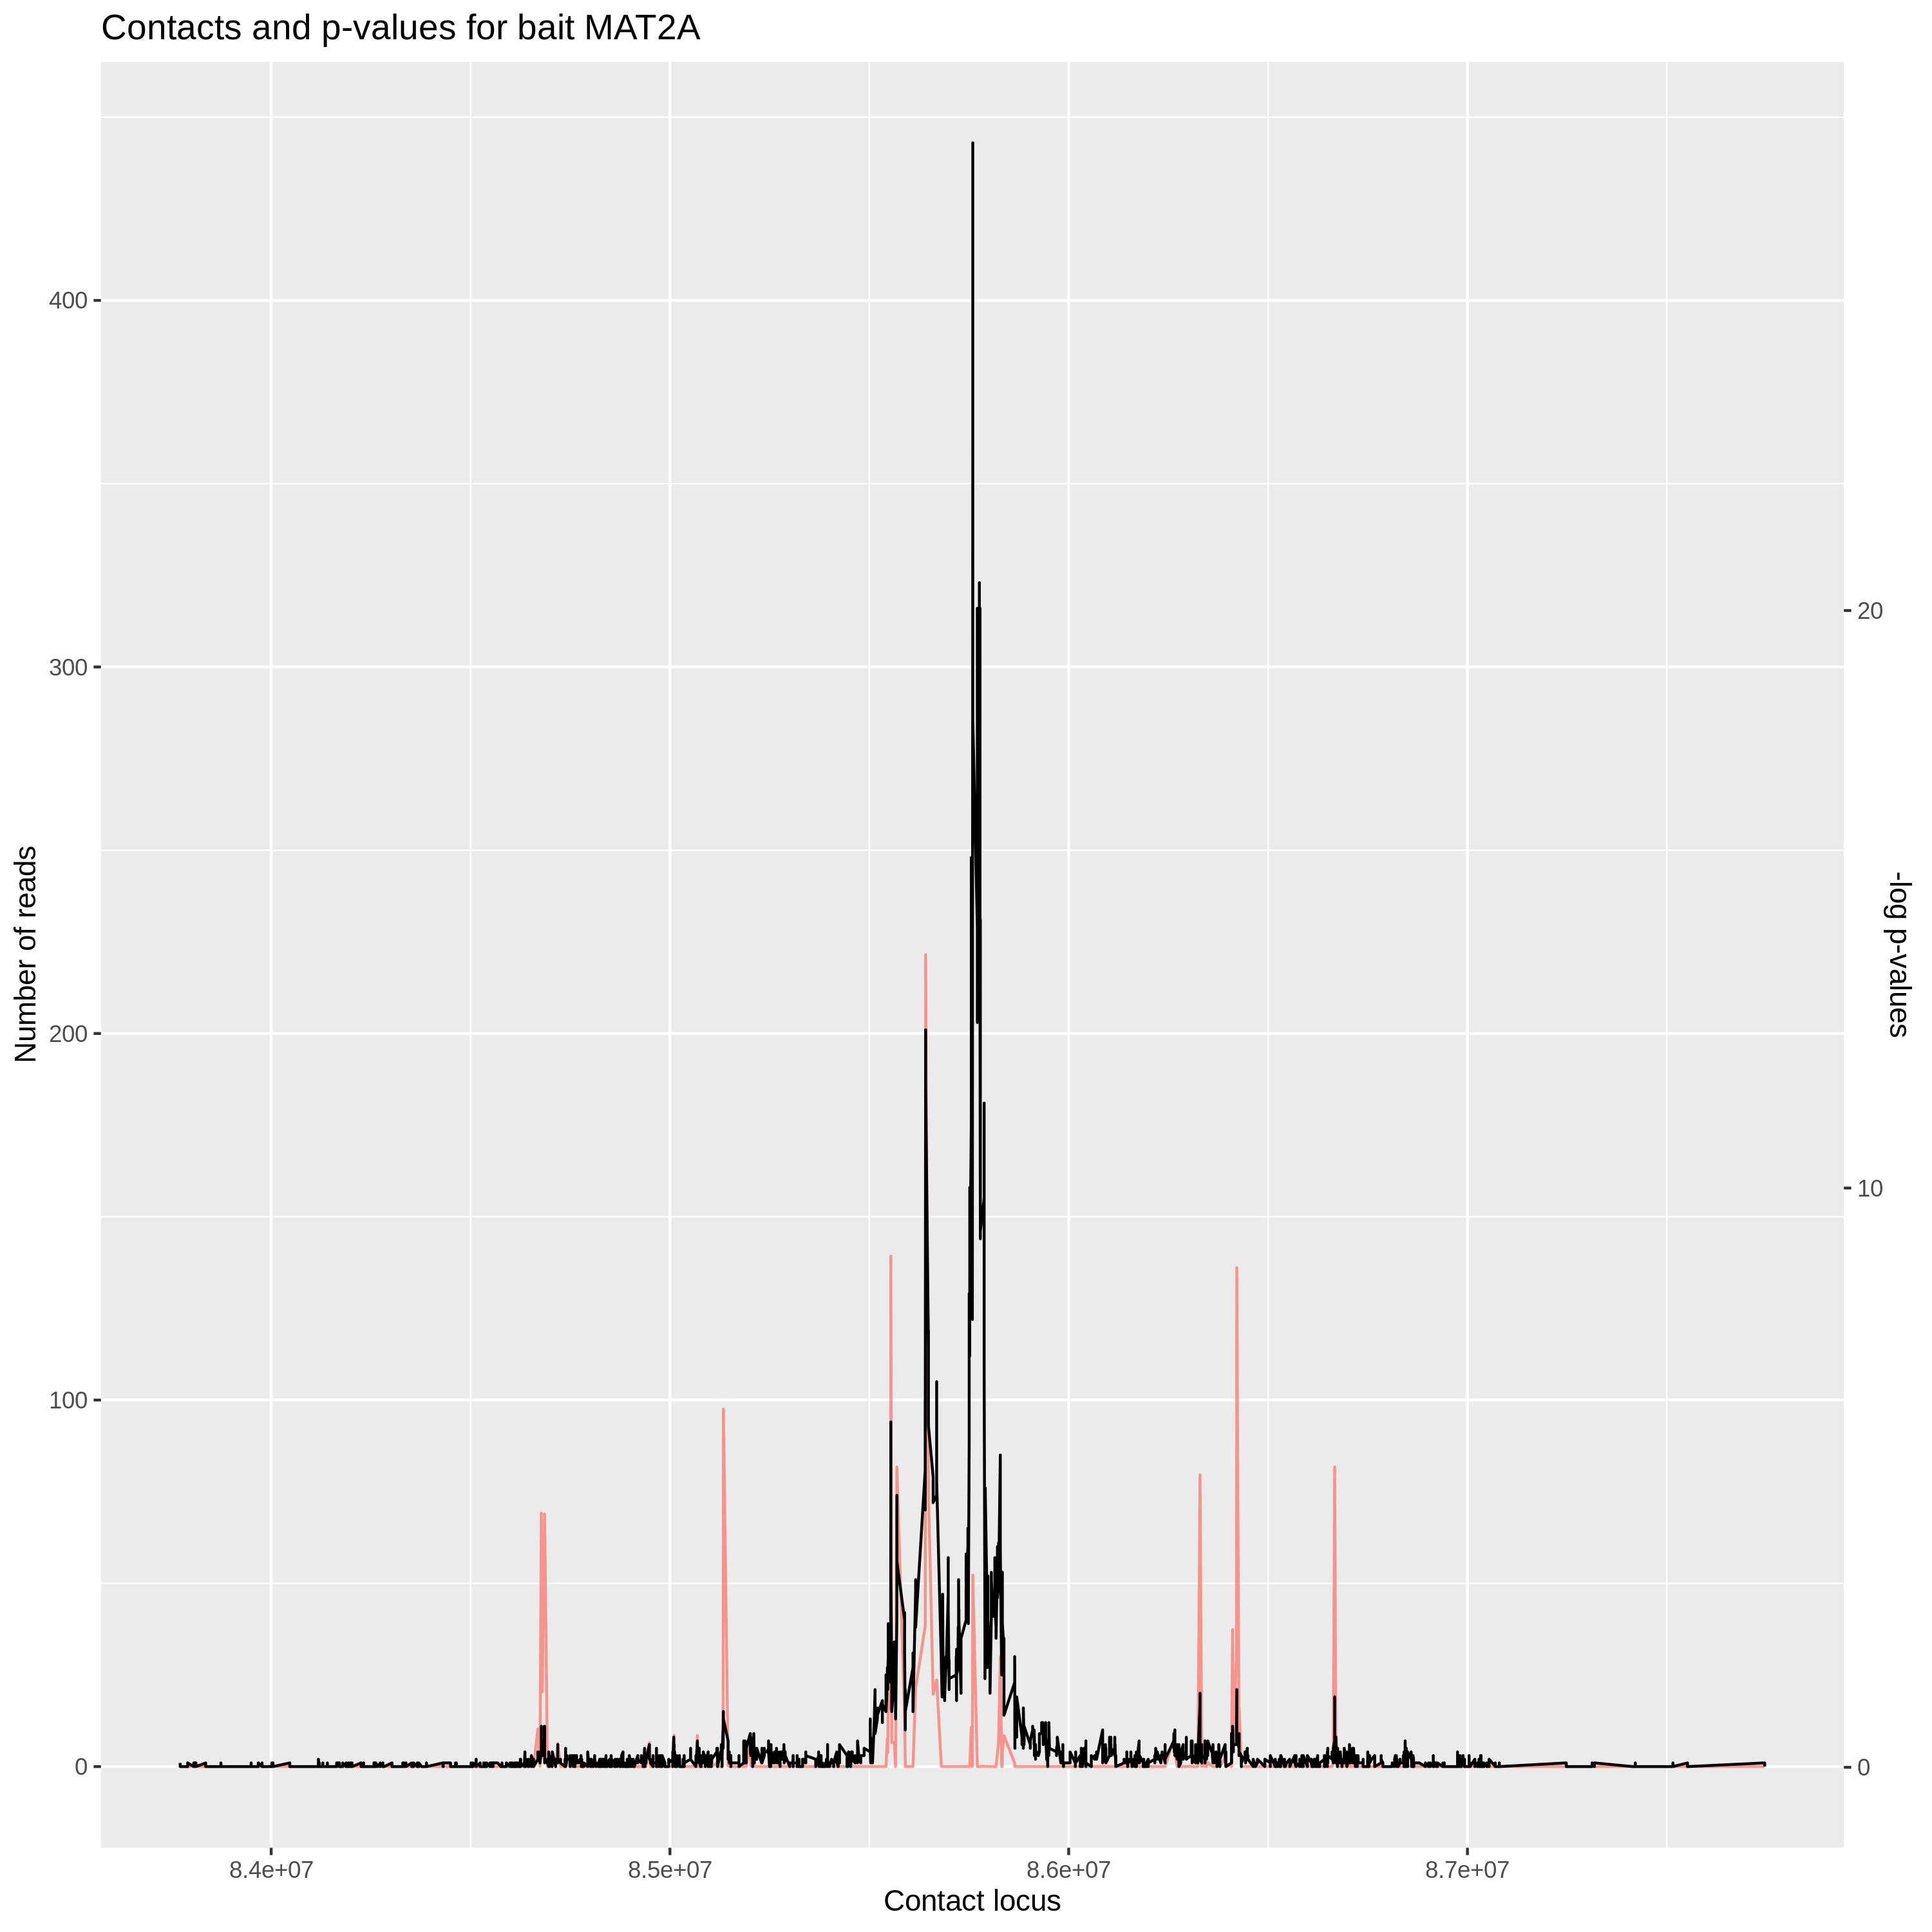 Contacts and p-values for bait MAT2A
400
300
200
100
0
Number of reads
20
10
0
-log p-values
8.4e+07
8.5e+07
8.6e+07
8.7e+07
Contact locus